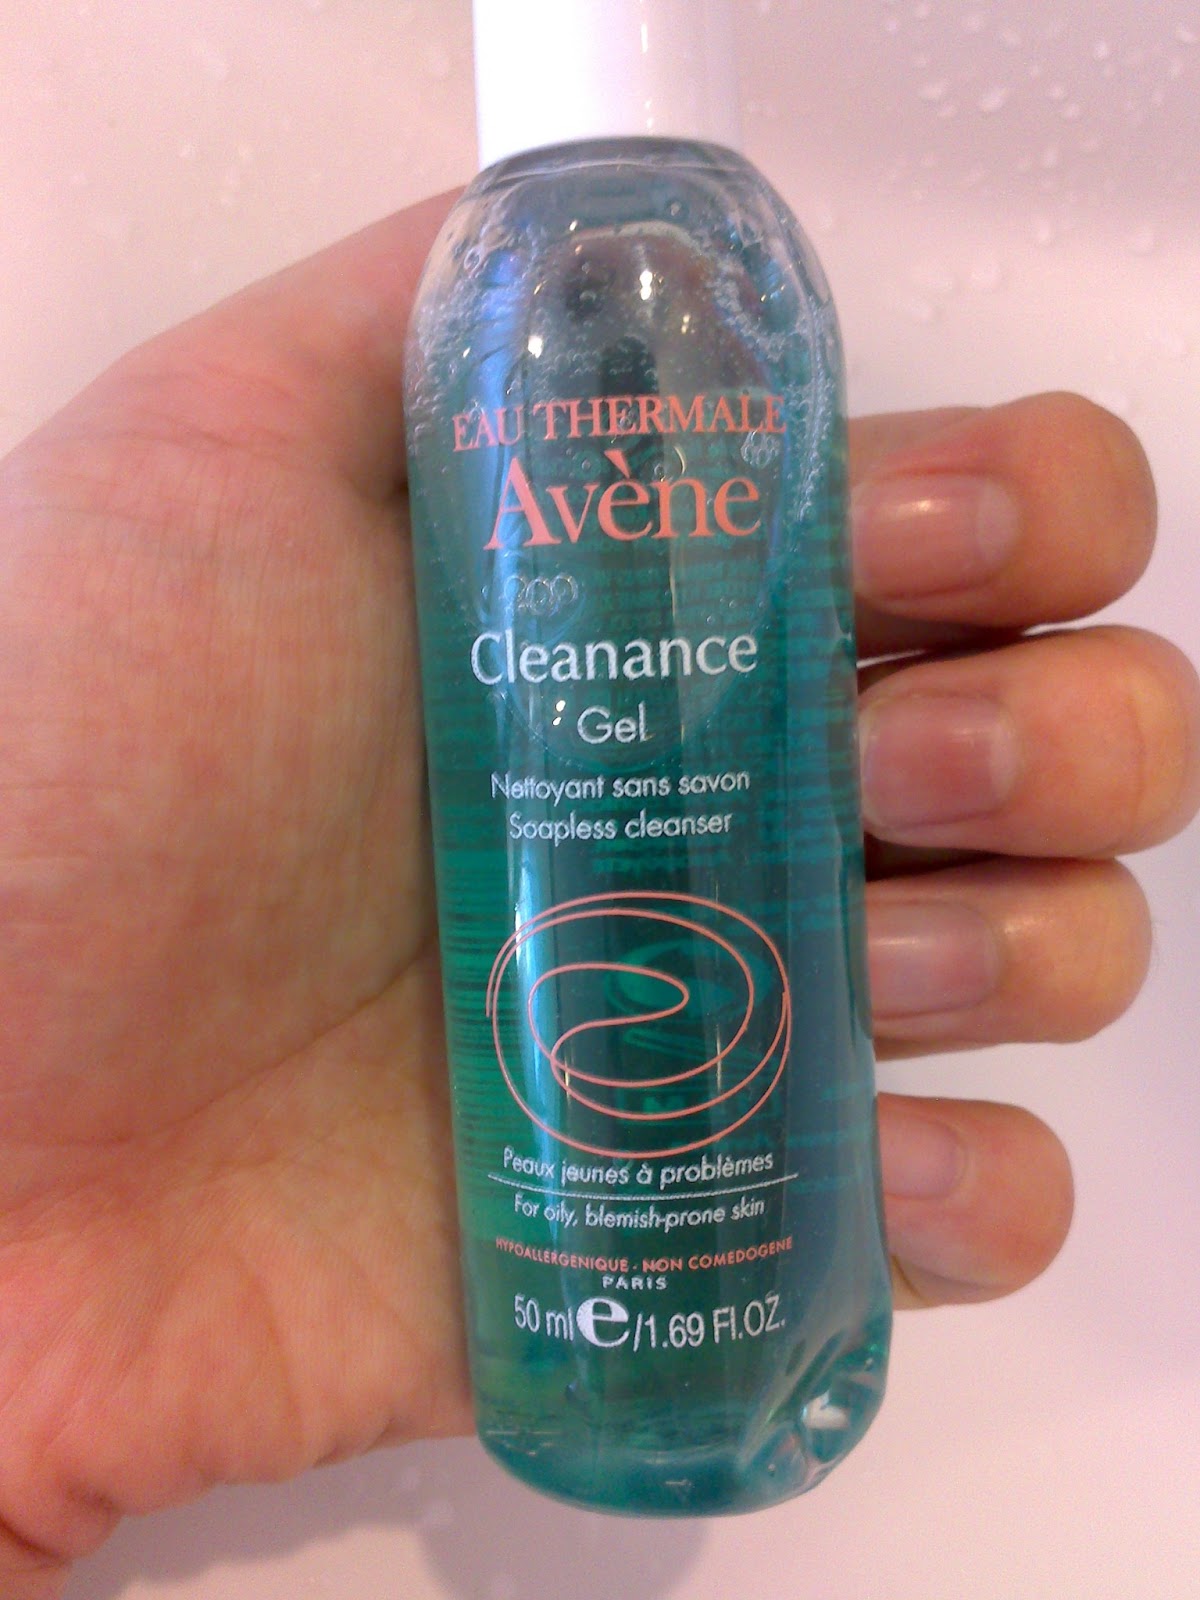 EAU THERMALE
Avène
Cleanance
Gel
Nettoyant sans savon
Soapless cleanser
Peaux jeunes à problèmes
For oily, blemish-prone skin
HYPOALLERGENIQUE - NON COMEDOGENE
PARIS
50 ml e/1.69 Fl.OZ.